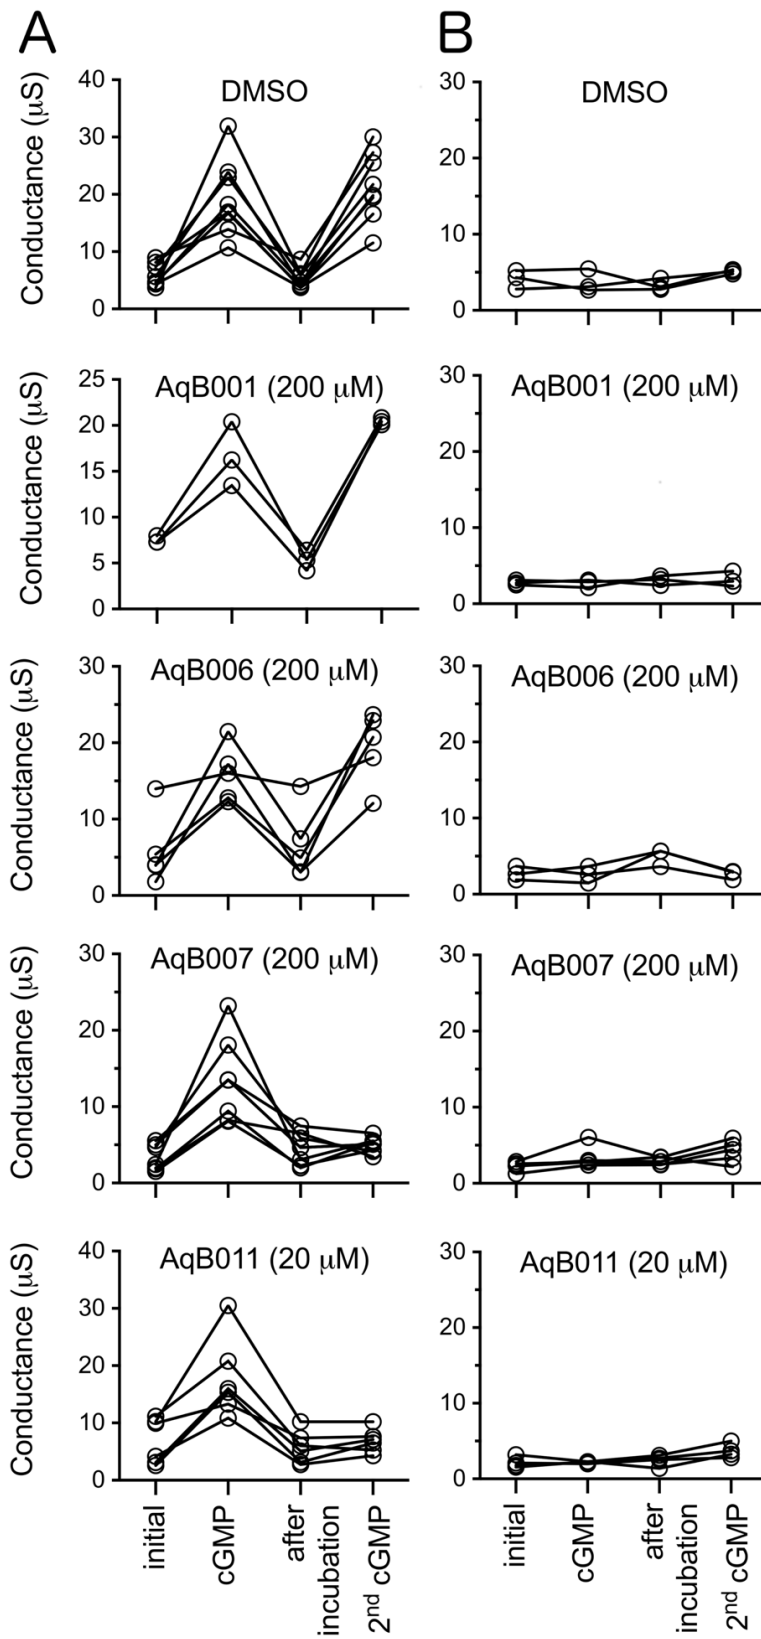 A
B
DMSO
Conductance (μS)
40
30
20
10
0
DMSO
30
20
10
0
AqB001 (200 μM)
Conductance (μS)
25
20
15
10
5
0
AqB001 (200 μM)
30
20
10
0
AqB006 (200 μM)
Conductance (μS)
30
20
10
0
AqB006 (200 μM)
30
20
10
0
AqB007 (200 μM)
Conductance (μS)
30
20
10
0
AqB007 (200 μM)
30
20
10
0
AqB011 (20 μM)
Conductance (μS)
40
30
20
10
0
AqB011 (20 μM)
30
20
10
0
initial
cGMP
after
incubation
2nd cGMP
initial
cGMP
after
incubation
2nd cGMP